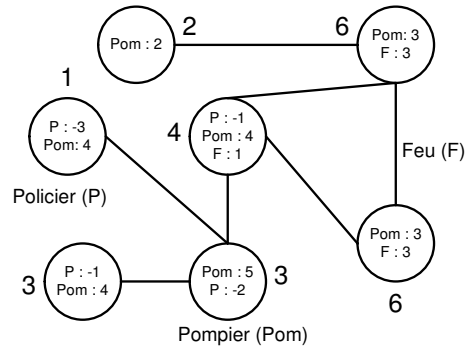 2
6
Pom : 2
Pom: 3
F : 3
1
P : -3
Pom: 4
4
P : -1
Pom : 4
F : 1
Feu (F)
Policier (P)
Pom : 3
F : 3
6
3
P : -1
Pom : 4
Pom : 5
P : -2
3
Pompier (Pom)